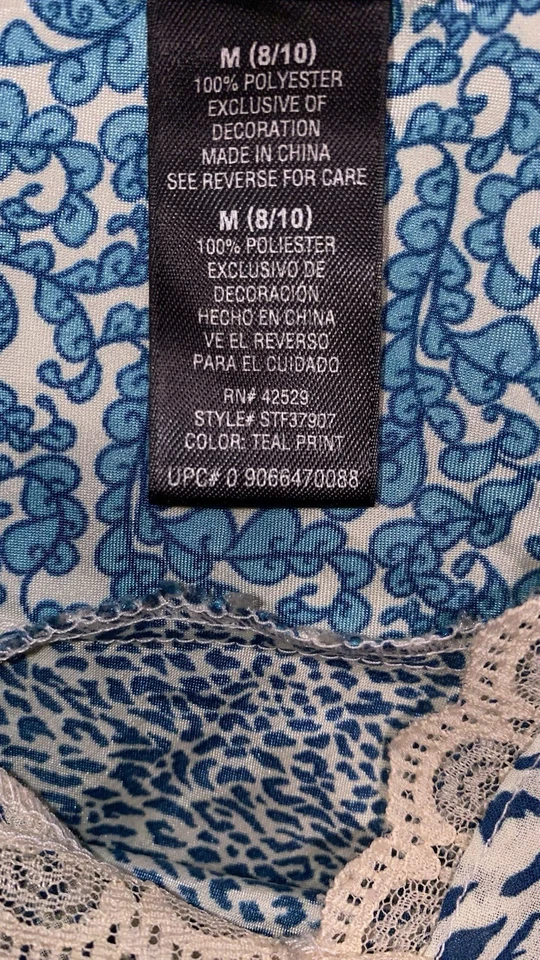 M (8/10)
100% POLYESTER
EXCLUSIVE OF
DECORATION
MADE IN CHINA
SEE REVERSE FOR CARE
M (8/10)
100% POLIESTER
EXCLUSIVO DE
DECORACIÓN
HECHO EN CHINA
VE EL REVERSO
PARA EL CUIDADO
RN# 42529
STYLE# STF37907
COLOR: TEAL PRINT
UPC# 0 9066470088